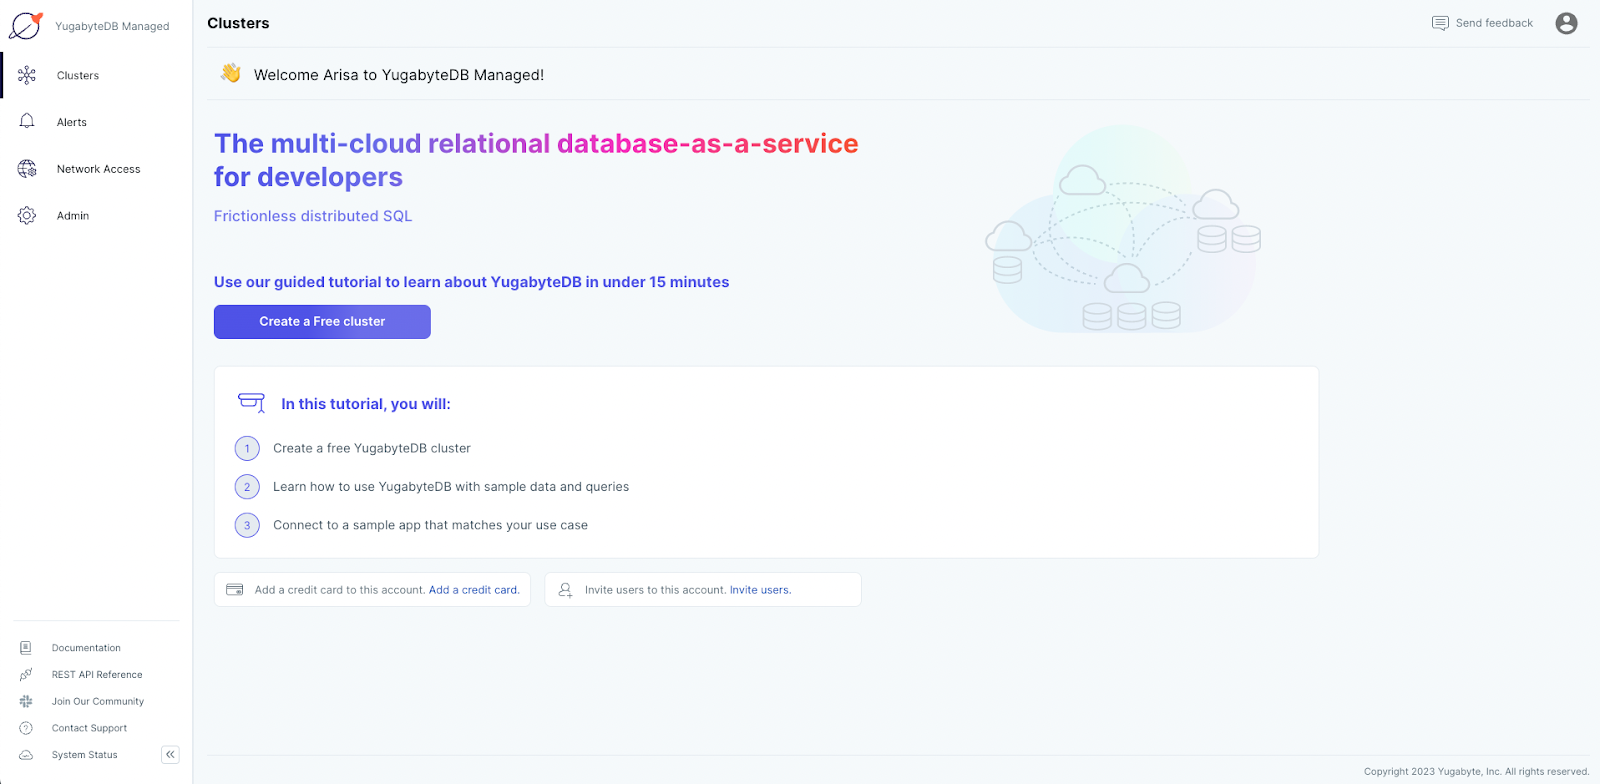 YugabyteDB Managed
Clusters
Alerts
Network Access
Admin
Documentation
REST API Reference
Join Our Community
Contact Support
System Status
Clusters
Send feedback
Welcome Arisa to YugabyteDB Managed!
The multi-cloud relational database-as-a-service
for developers
Frictionless distributed SQL
Use our guided tutorial to learn about YugabyteDB in under 15 minutes
Create a Free cluster
In this tutorial, you will:
1 Create a free YugabyteDB cluster
2 Learn how to use YugabyteDB with sample data and queries
3 Connect to a sample app that matches your use case
Add a credit card to this account. Add a credit card.
Invite users to this account. Invite users.
Copyright 2023 Yugabyte, Inc. All rights reserved.